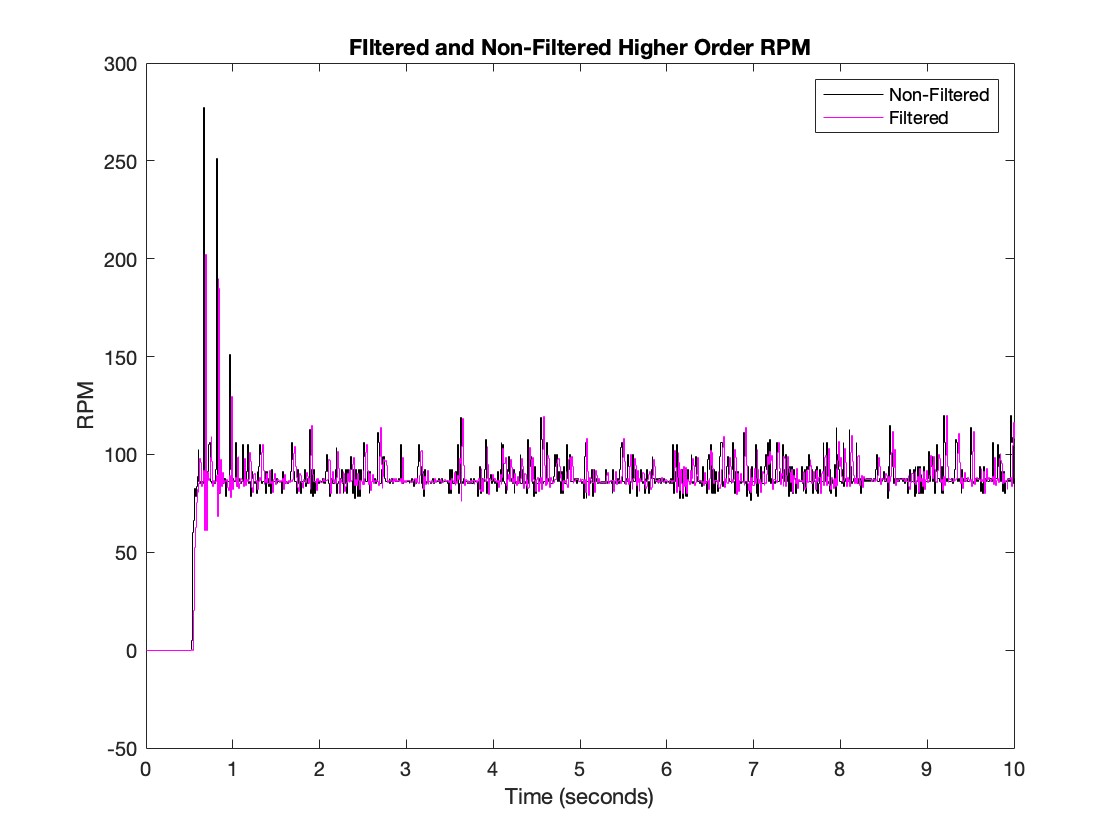 FIltered and Non-Filtered Higher Order RPM
300
250
200
150
100
50
0
-50
RPM
Non-Filtered
Filtered
0 1 2 3 4 5 6 7 8 9 10
Time (seconds)